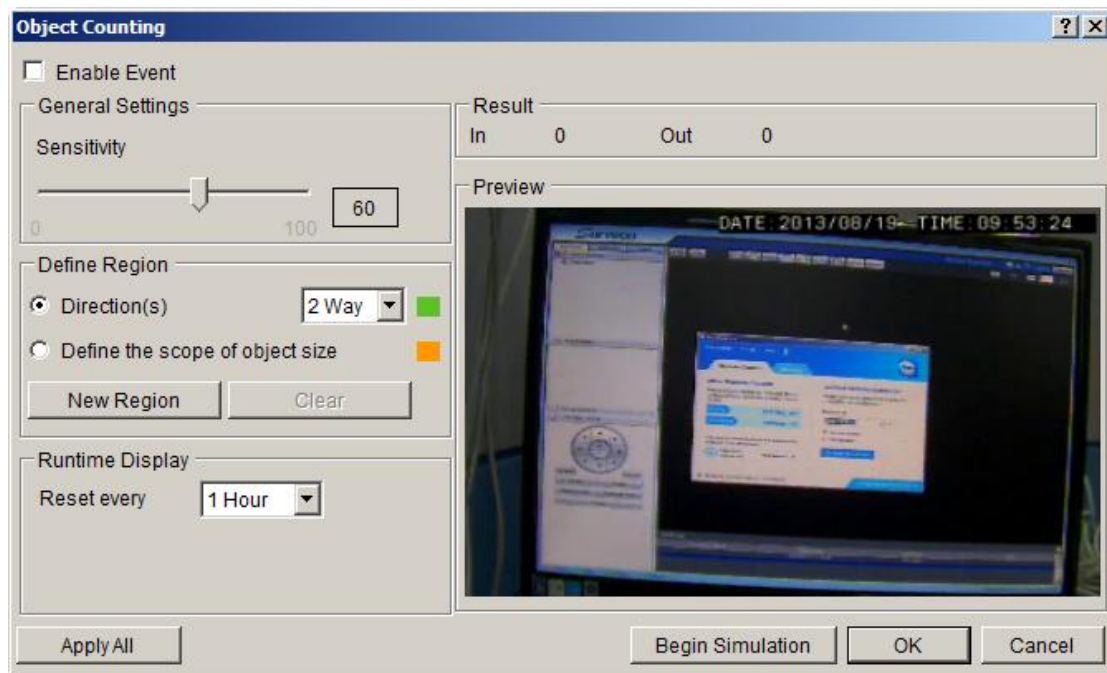 Object Counting
Enable Event
General Settings
Sensitivity
60
0 100
Define Region
Direction(s) 2 Way
Define the scope of object size
New Region Clear
Runtime Display
Reset every 1 Hour
Result
In 0 Out 0
Preview
DATE:2013/08/19 TIME:09:53:24
Surveon
Apply All Begin Simulation OK Cancel